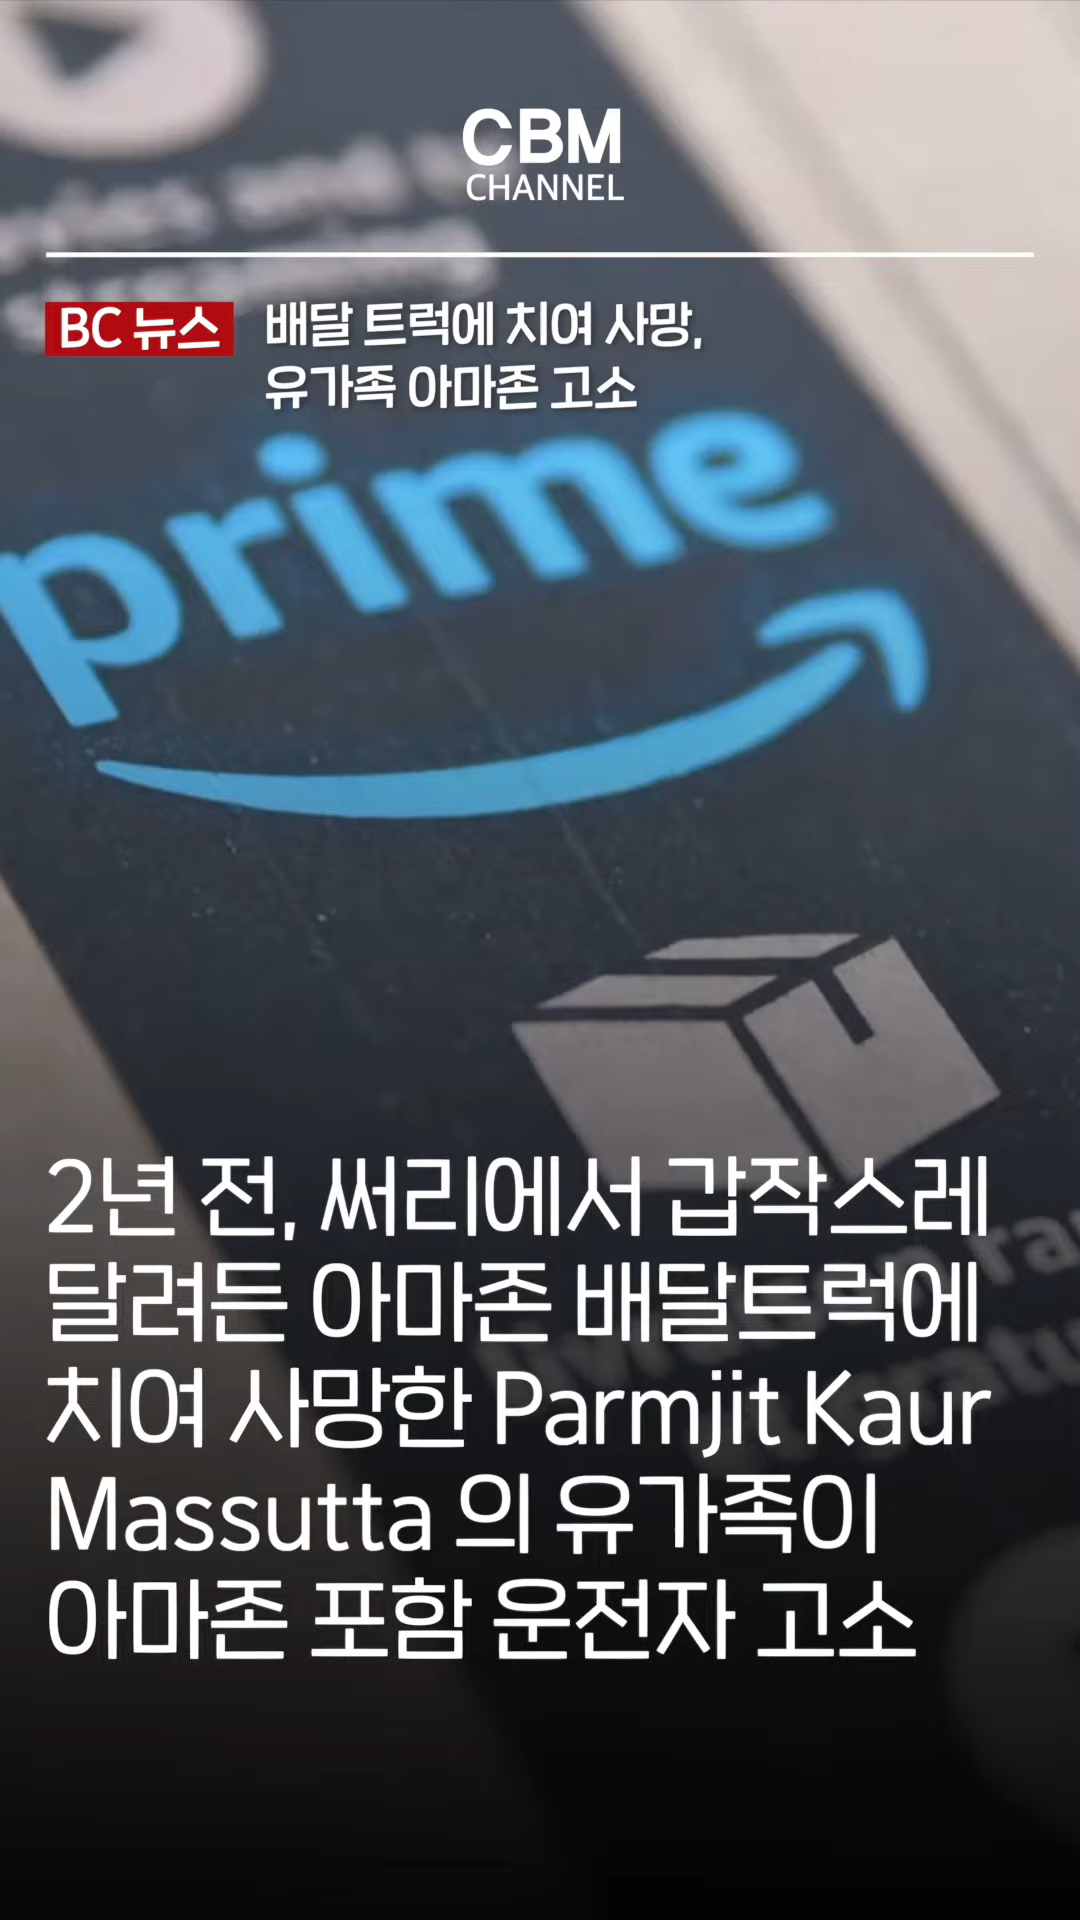 CBM
CHANNEL
BC 뉴스
배달 트럭에 치여 사망,
유가족 아마존 고소
streaming
prime
2년 전, 써리에서 갑작스레
달려든 아마존 배달트럭에
치여 사망한 Parmjit Kaur
Massutta 의 유가족이
아마존 포함 운전자 고소